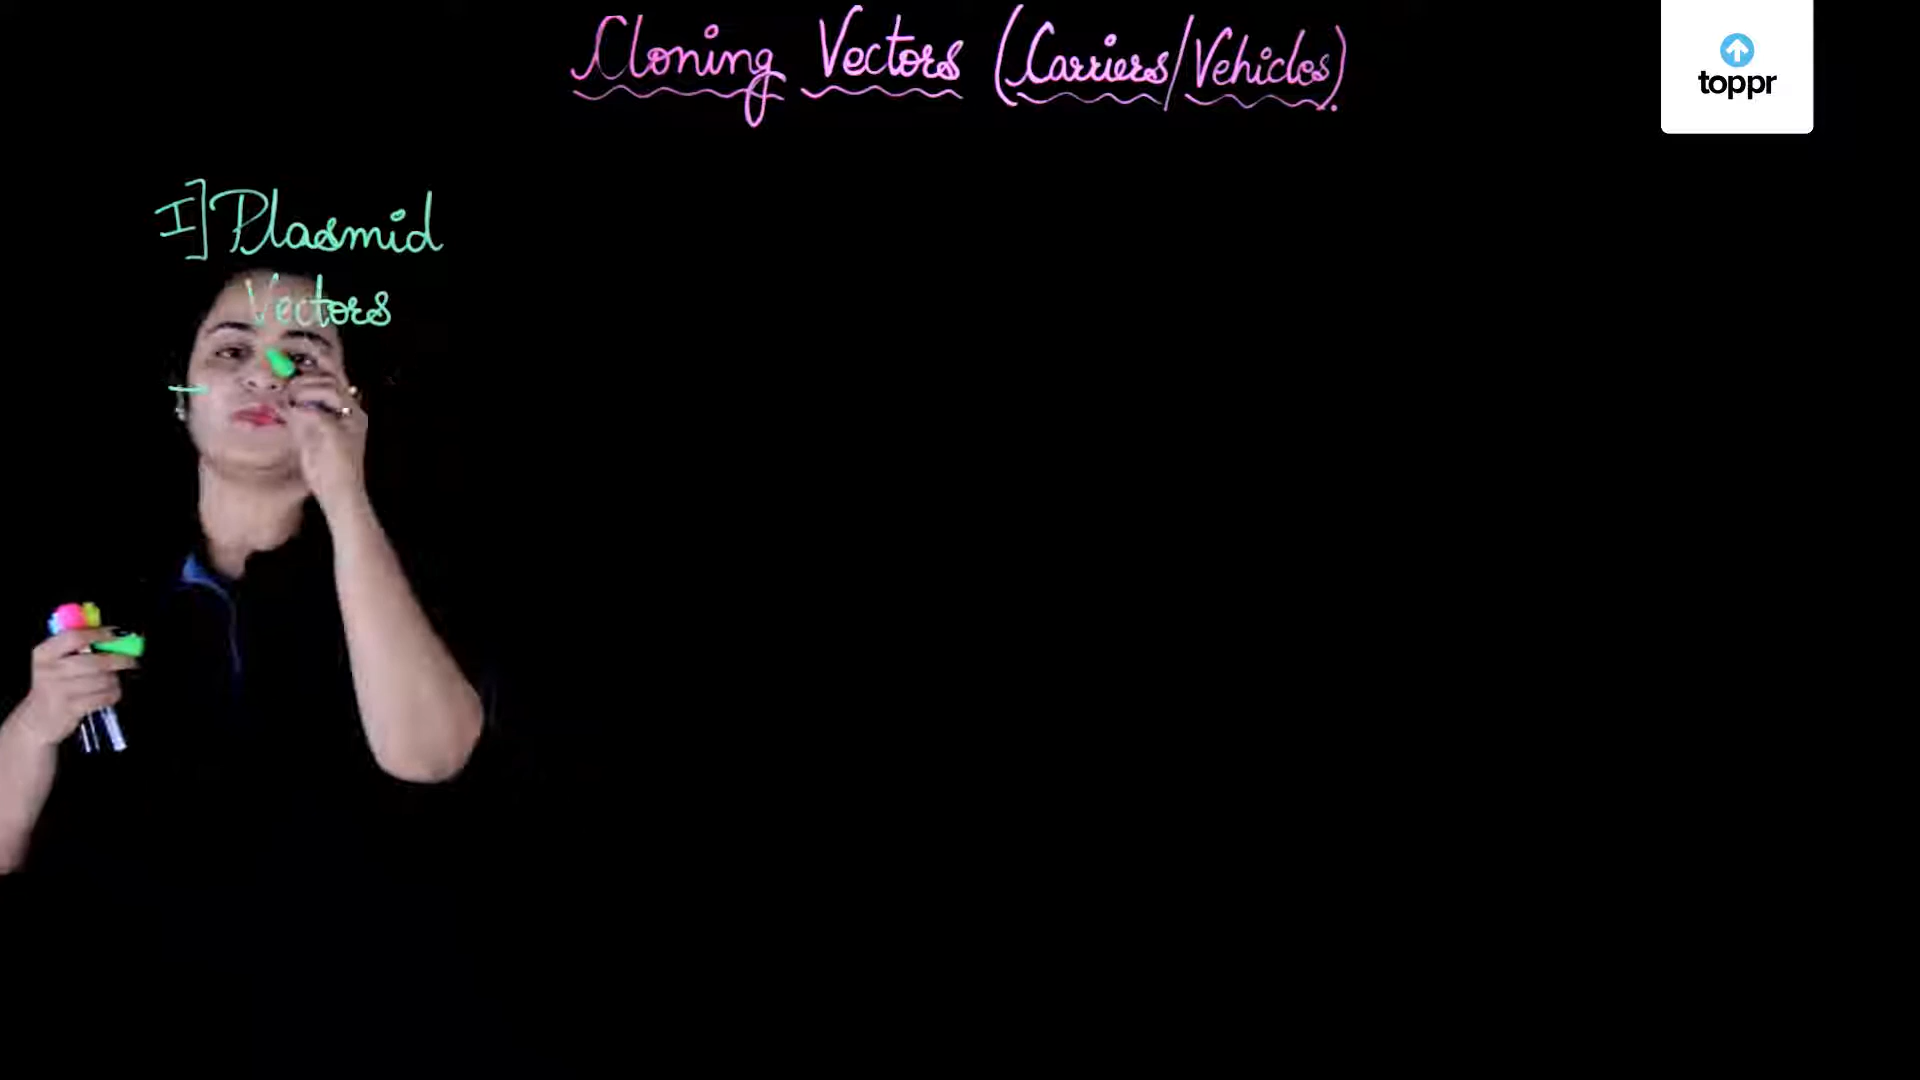 Cloning Vectors (Carriers/Vehicles).
toppr
I] Plasmid
Vectors
-